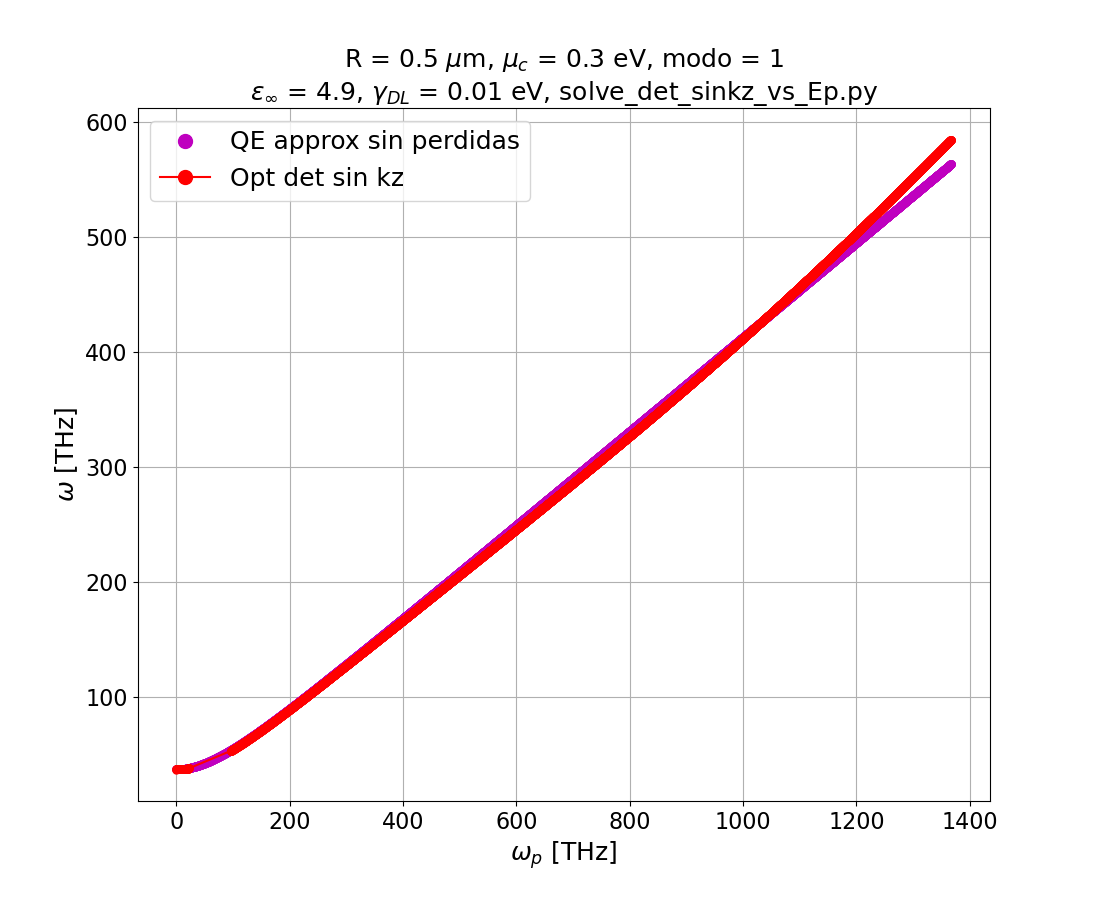 R = 0.5 μm, μ_c = 0.3 eV, modo = 1
ε_∞ = 4.9, γ_DL = 0.01 eV, solve_det_sinkz_vs_Ep.py
QE approx sin perdidas
Opt det sin kz
600
500
400
300
200
100
ω [THz]
0 200 400 600 800 1000 1200 1400
ω_p [THz]